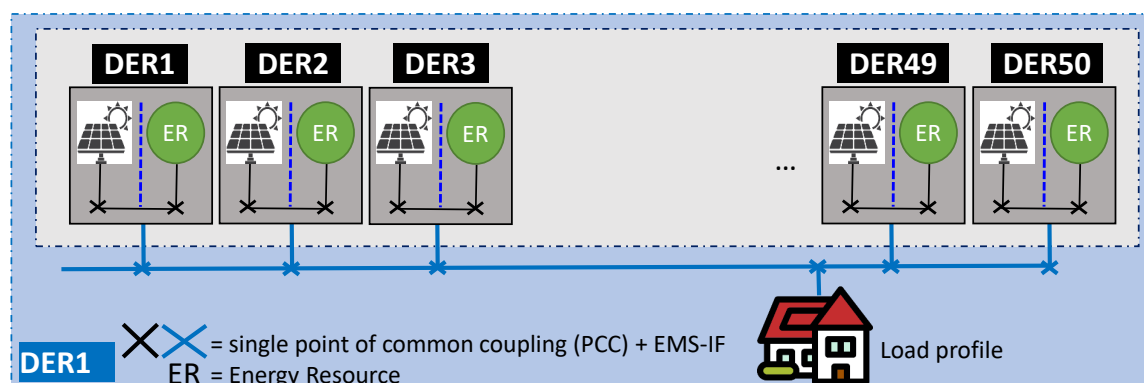 DER1 DER2 DER3 DER49 DER50
ER ER ER ... ER ER
= single point of common coupling (PCC) + EMS-IF
Load profile
DER1
ER = Energy Resource